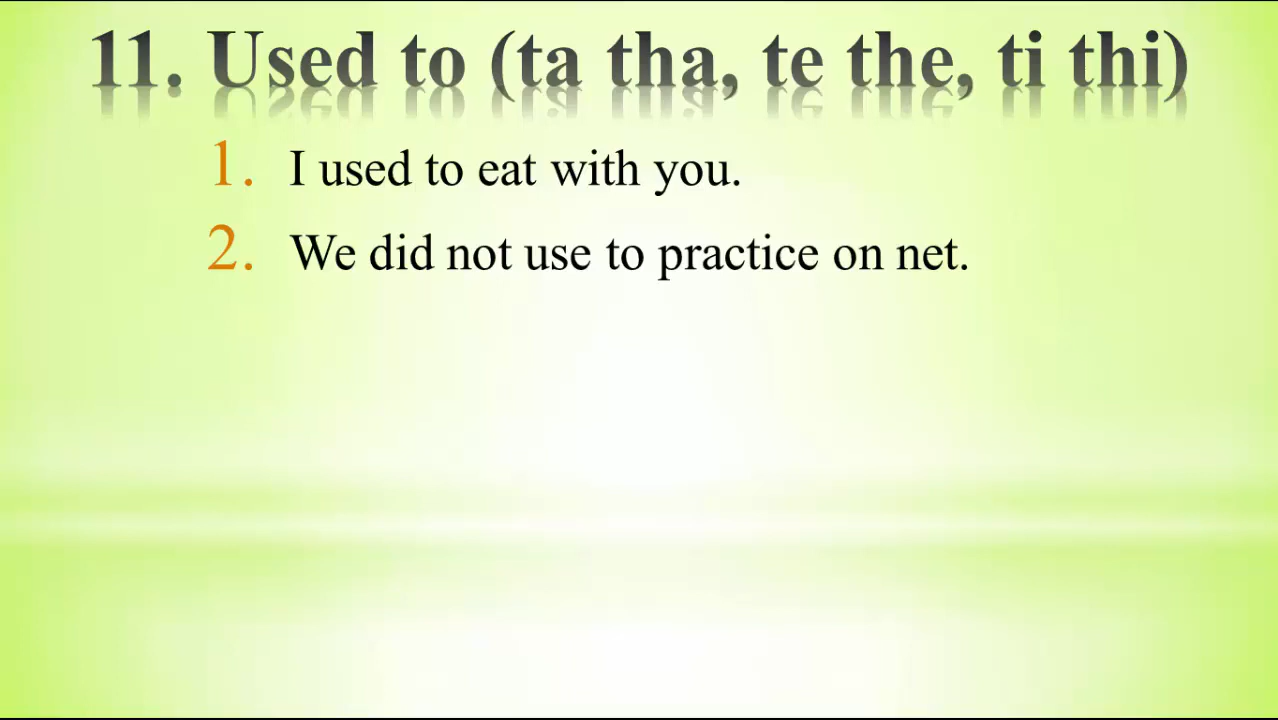 11. Used to (ta tha, te the, ti thi)
1. I used to eat with you.
2. We did not use to practice on net.